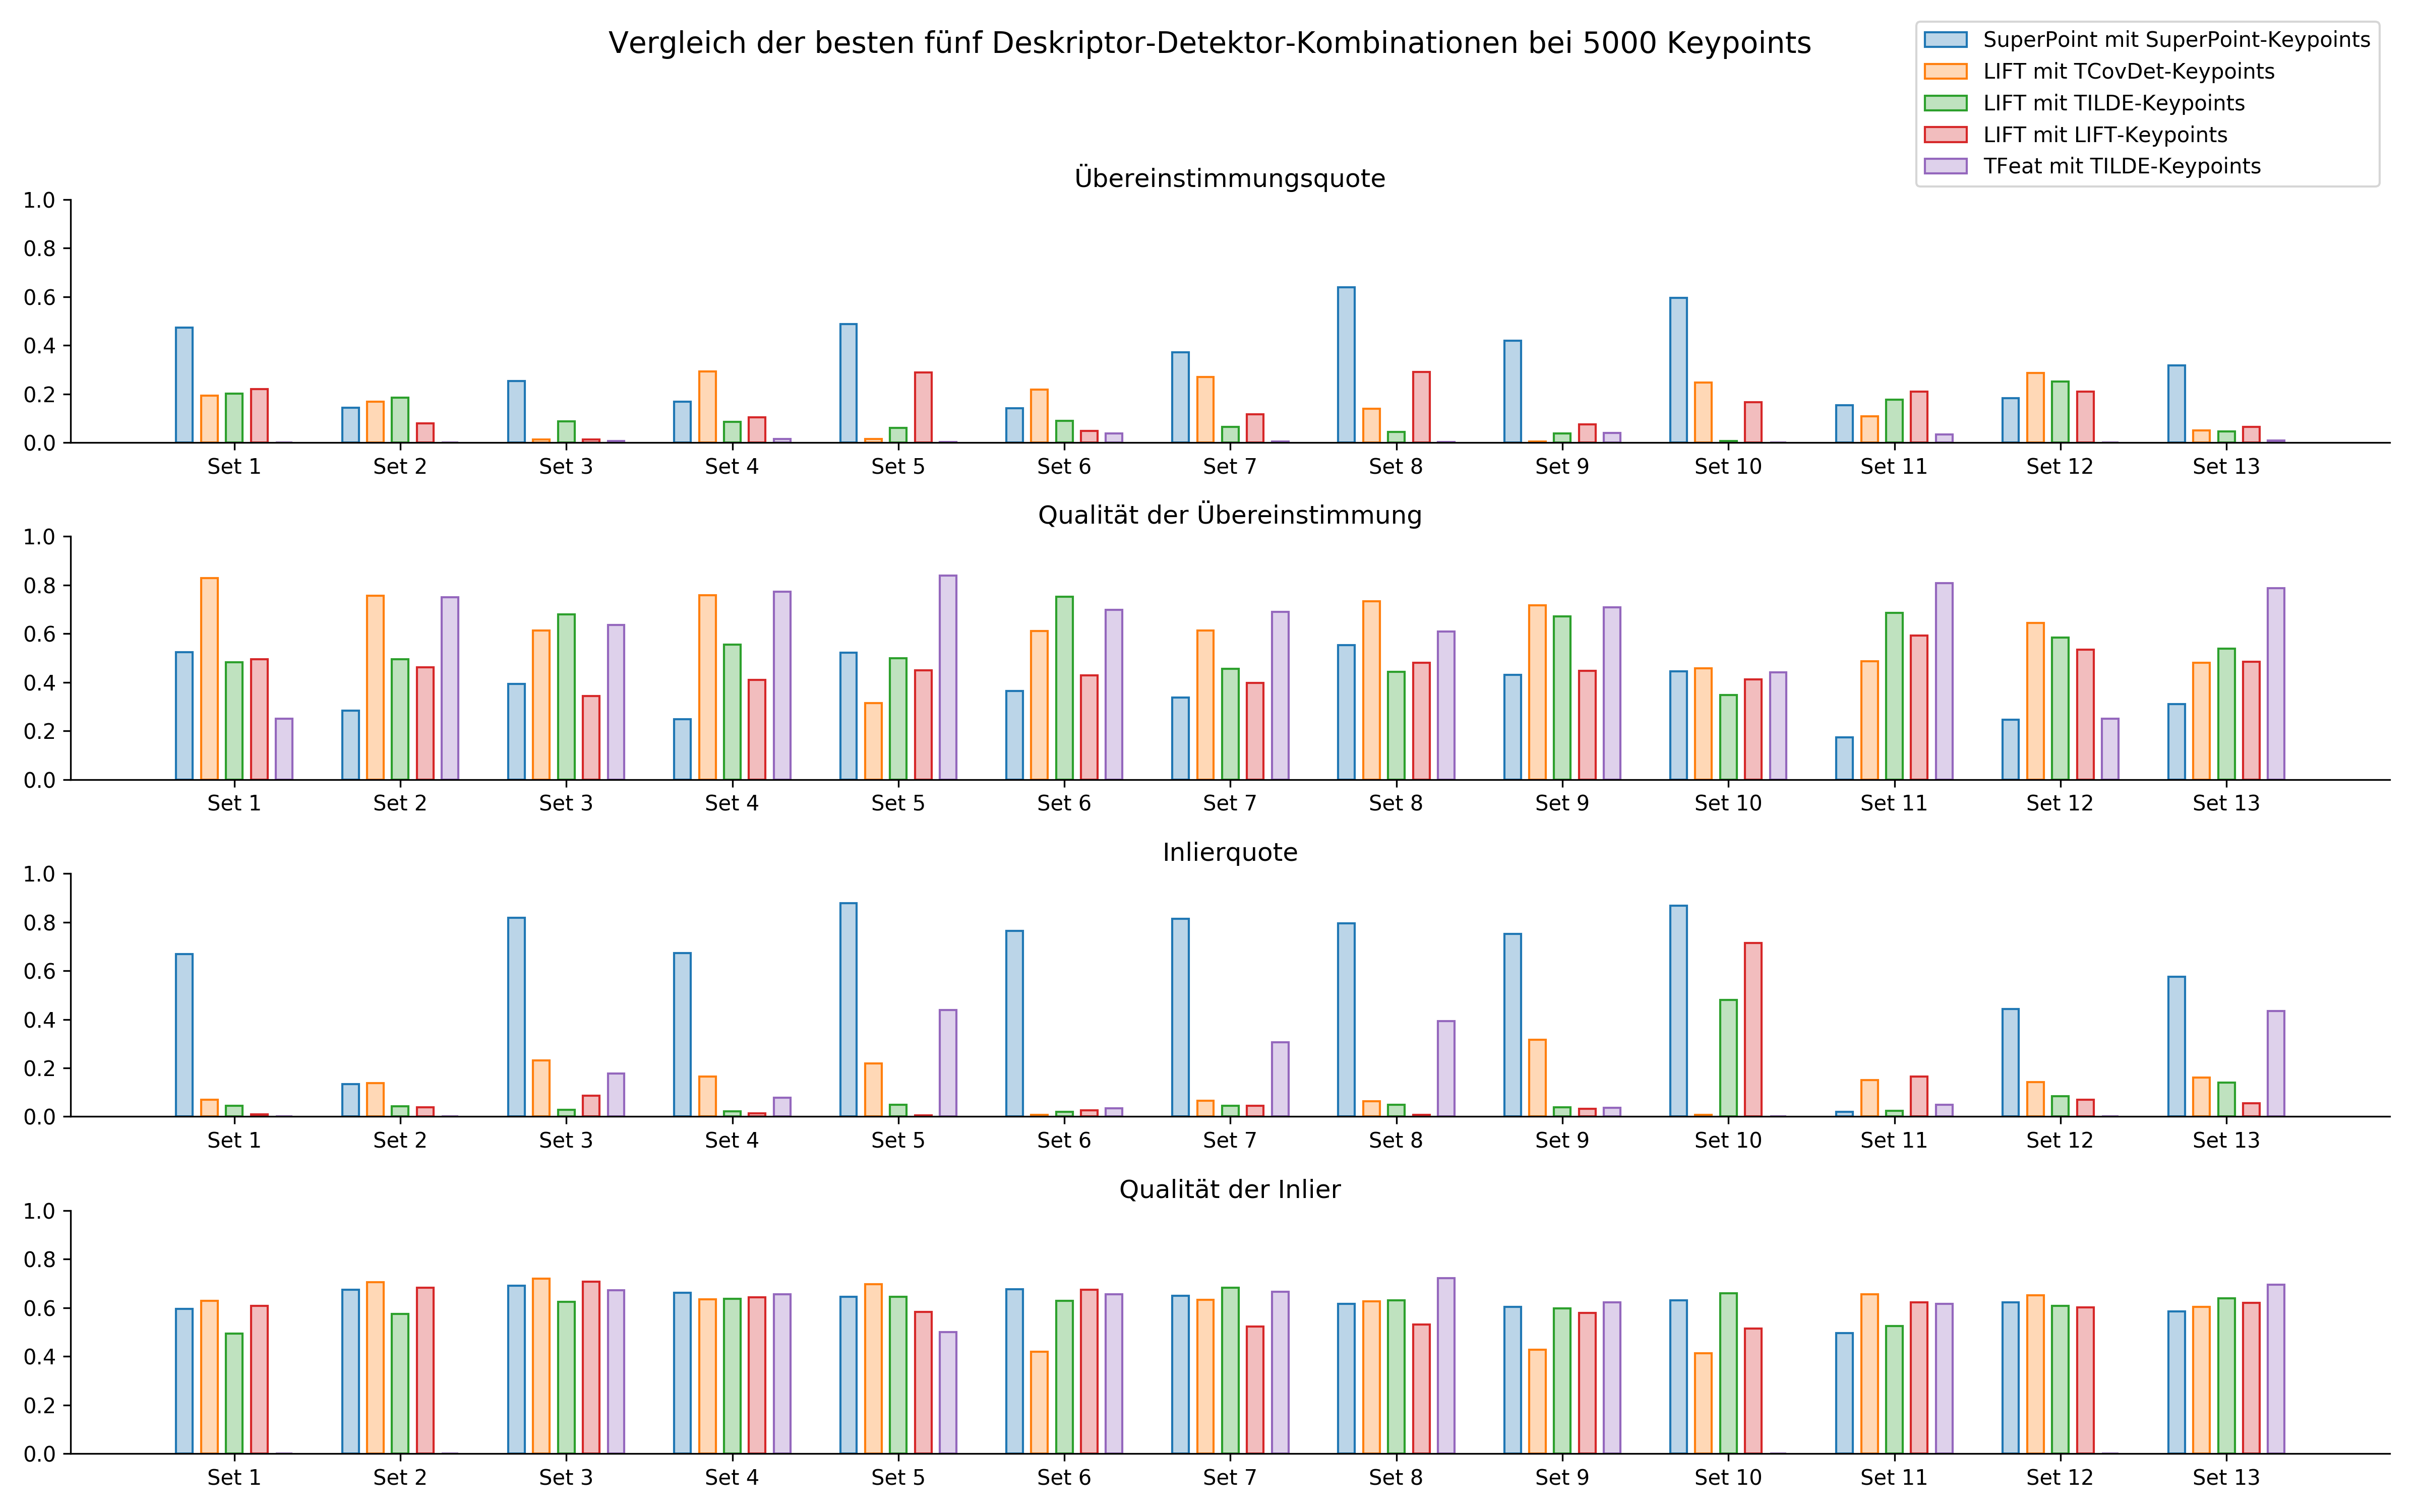 Vergleich der besten fünf Deskriptor-Detektor-Kombinationen bei 5000 Keypoints
SuperPoint mit SuperPoint-Keypoints
LIFT mit TCovDet-Keypoints
LIFT mit TILDE-Keypoints
LIFT mit LIFT-Keypoints
TFeat mit TILDE-Keypoints
Übereinstimmungsquote
1.0
0.8
0.6
0.4
0.2
0.0
Set 1 Set 2 Set 3 Set 4 Set 5 Set 6 Set 7 Set 8 Set 9 Set 10 Set 11 Set 12 Set 13
Qualität der Übereinstimmung
1.0
0.8
0.6
0.4
0.2
0.0
Set 1 Set 2 Set 3 Set 4 Set 5 Set 6 Set 7 Set 8 Set 9 Set 10 Set 11 Set 12 Set 13
Inlierquote
1.0
0.8
0.6
0.4
0.2
0.0
Set 1 Set 2 Set 3 Set 4 Set 5 Set 6 Set 7 Set 8 Set 9 Set 10 Set 11 Set 12 Set 13
Qualität der Inlier
1.0
0.8
0.6
0.4
0.2
0.0
Set 1 Set 2 Set 3 Set 4 Set 5 Set 6 Set 7 Set 8 Set 9 Set 10 Set 11 Set 12 Set 13